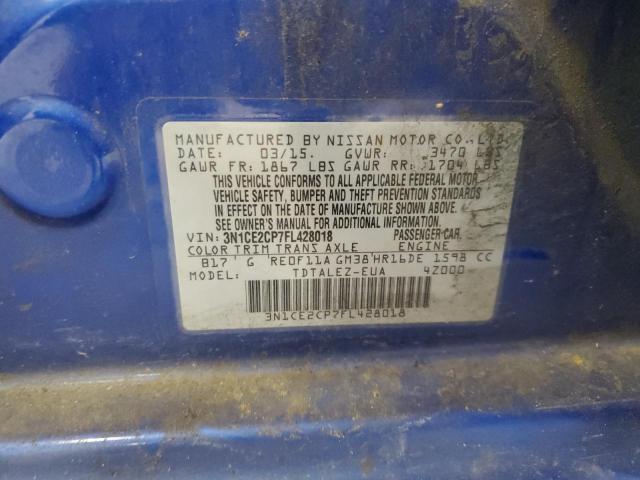 MANUFACTURED BY NISSAN MOTOR CO., LTD.
DATE: 03/15. GVWR: 3470 LBS
GAWR FR: 1867 LBS GAWR RR: 1704 LBS
THIS VEHICLE CONFORMS TO ALL APPLICABLE FEDERAL MOTOR
VEHICLE SAFETY, BUMPER AND THEFT PREVENTION STANDARDS
IN EFFECT ON THE DATE OF MANUFACTURE SHOWN ABOVE.
SEE OWNER'S MANUAL FOR ADDITIONAL INFORMATION
VIN: 3N1CE2CP7FL428018 PASSENGER-CAR
COLOR TRIM TRANS AXLE ENGINE
B17 G RE0F11A GM38 HR16DE 1598 CC
MODEL: TDTALEZ-EUA 4Z000
3N1CE2CP7FL428018